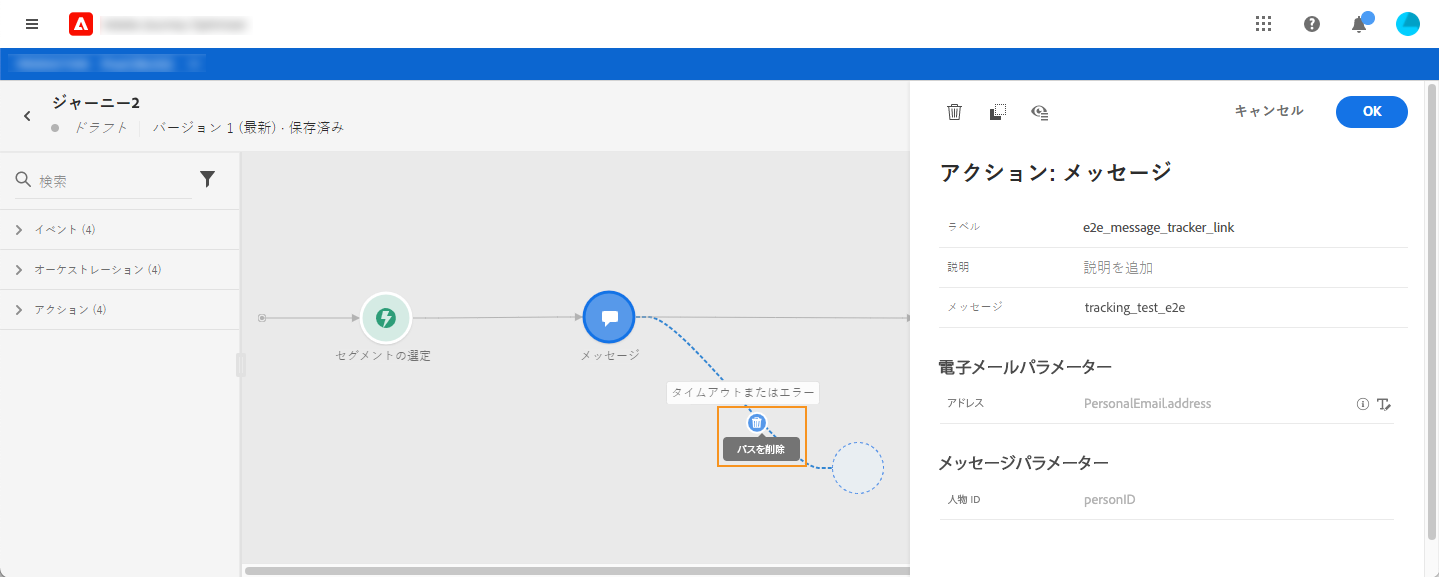 ジャーニー2
ドラフト
バージョン 1 (最新) · 保存済み
キャンセル
OK
検索
イベント (4)
オーケストレーション (4)
アクション (4)
セグメントの選定
メッセージ
タイムアウトまたはエラー
パスを削除
アクション: メッセージ
ラベル
e2e_message_tracker_link
説明
説明を追加
メッセージ
tracking_test_e2e
電子メールパラメーター
アドレス
PersonalEmail.address
メッセージパラメーター
人物 ID
personID